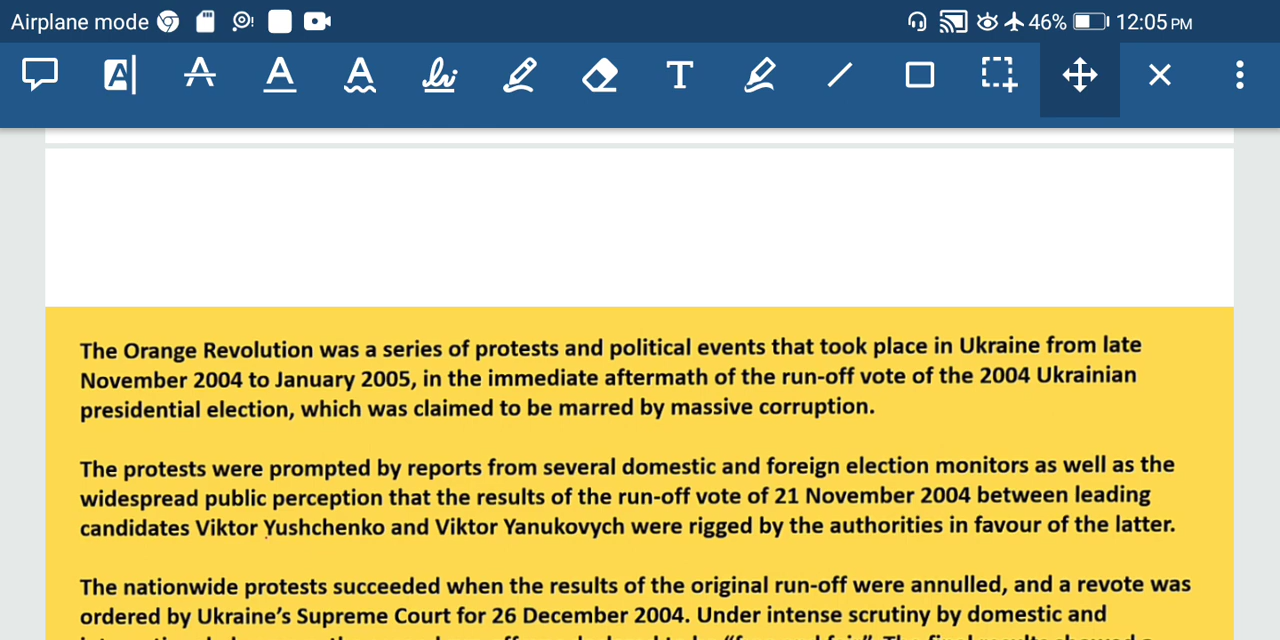 Airplane mode 46% 12:05 PM
The Orange Revolution was a series of protests and political events that took place in Ukraine from late
November 2004 to January 2005, in the immediate aftermath of the run-off vote of the 2004 Ukrainian
presidential election, which was claimed to be marred by massive corruption.
The protests were prompted by reports from several domestic and foreign election monitors as well as the
widespread public perception that the results of the run-off vote of 21 November 2004 between leading
candidates Viktor Yushchenko and Viktor Yanukovych were rigged by the authorities in favour of the latter.
The nationwide protests succeeded when the results of the original run-off were annulled, and a revote was
ordered by Ukraine's Supreme Court for 26 December 2004. Under intense scrutiny by domestic and